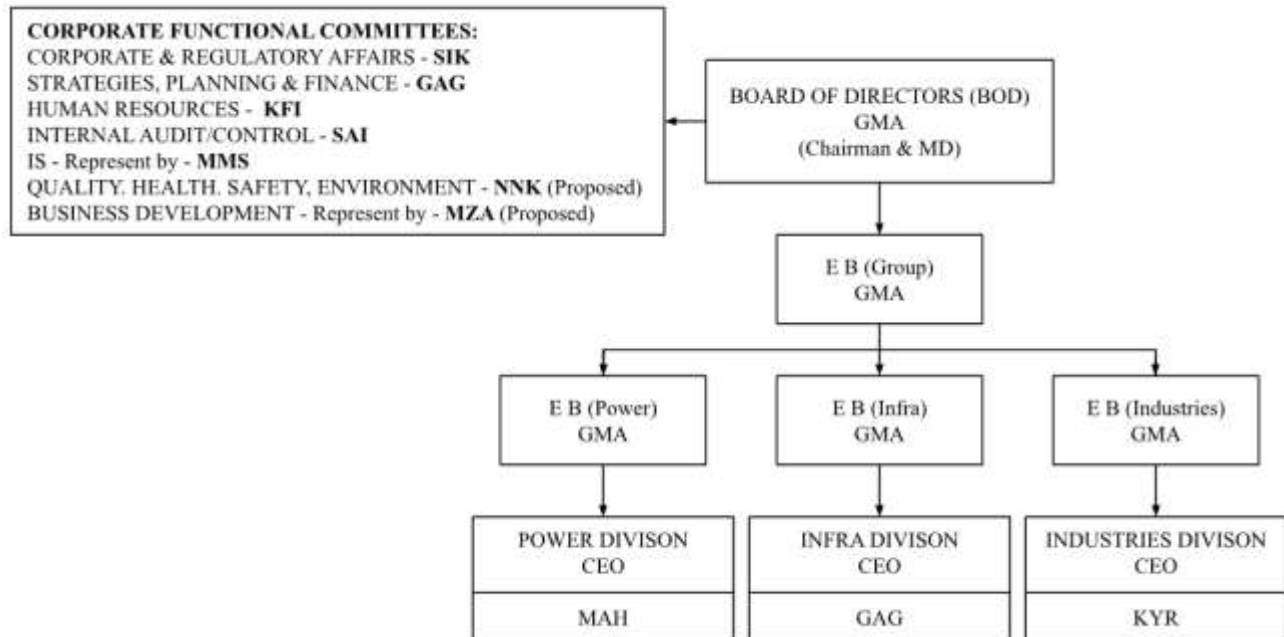 CORPORATE FUNCTIONAL COMMITTEES:
CORPORATE & REGULATORY AFFAIRS - SIK
STRATEGIES, PLANNING & FINANCE - GAG
HUMAN RESOURCES - KFI
INTERNAL AUDIT/CONTROL - SAI
IS - Represent by - MMS
QUALITY. HEALTH. SAFETY, ENVIRONMENT - NNK (Proposed)
BUSINESS DEVELOPMENT - Represent by - MZA (Proposed)
BOARD OF DIRECTORS (BOD)
GMA
(Chairman & MD)
E B (Group)
GMA
E B (Power)
GMA
E B (Infra)
GMA
E B (Industries)
GMA
POWER DIVISON
CEO
MAH
INFRA DIVISON
CEO
GAG
INDUSTRIES DIVISON
CEO
KYR